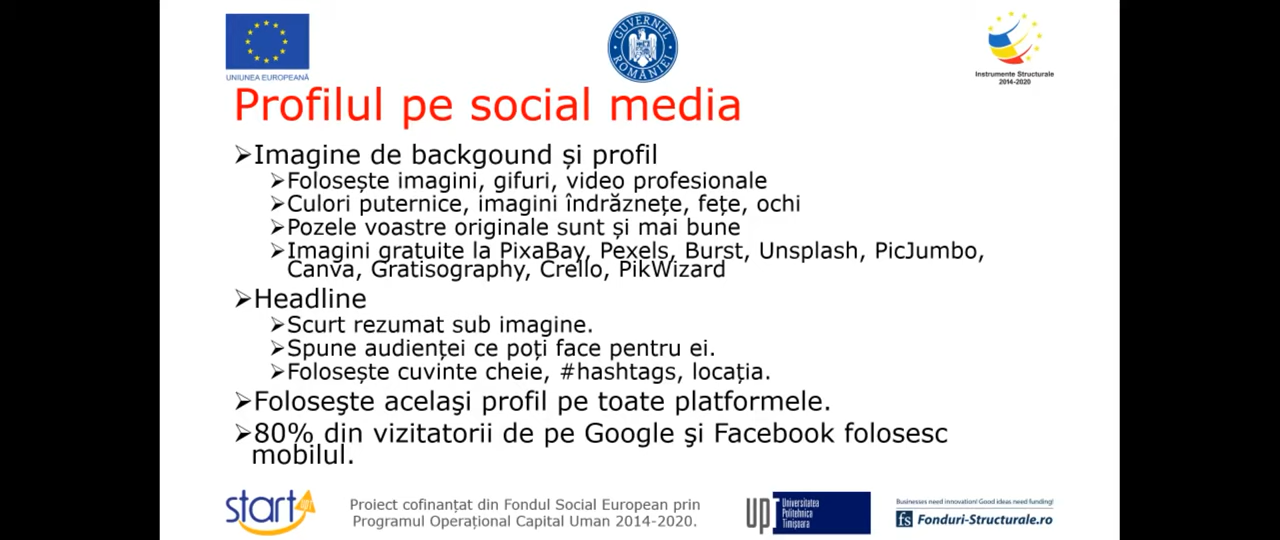 UNIUNEA EUROPEANĂ
GUVERNUL ROMÂNIEI
Instrumente Structurale
2014-2020
Profilul pe social media
➢Imagine de backgound și profil
➢Folosește imagini, gifuri, video profesionale
➢Culori puternice, imagini îndrăznețe, fețe, ochi
➢Pozele voastre originale sunt și mai bune
➢Imagini gratuite la PixaBay, Pexels, Burst, Unsplash, PicJumbo,
Canva, Gratisography, Crello, PikWizard
➢Headline
➢Scurt rezumat sub imagine.
➢Spune audienței ce poți face pentru ei.
➢Folosește cuvinte cheie, #hashtags, locația.
➢Foloseşte acelaşi profil pe toate platformele.
➢80% din vizitatorii de pe Google şi Facebook folosesc
mobilul.
start
Proiect cofinanțat din Fondul Social European prin
Programul Operațional Capital Uman 2014-2020.
UPT
Universitatea
Politehnica
Timișoara
Businesses need innovation! Good ideas need funding!
fs Fonduri-Structurale.ro